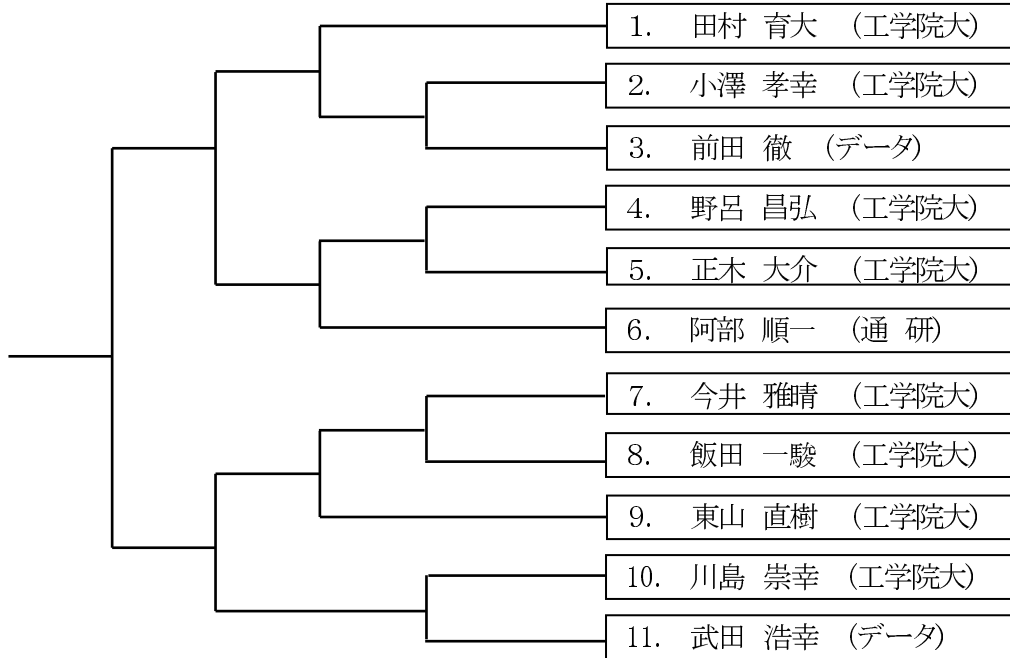 1. 田村 育大 (工学院大)
2. 小澤 孝幸 (工学院大)
3. 前田 徹 (データ)
4. 野呂 昌弘 (工学院大)
5. 正木 大介 (工学院大)
6. 阿部 順一 (通 研)
7. 今井 雅晴 (工学院大)
8. 飯田 一駿 (工学院大)
9. 東山 直樹 (工学院大)
10. 川島 崇幸 (工学院大)
11. 武田 浩幸 (データ)